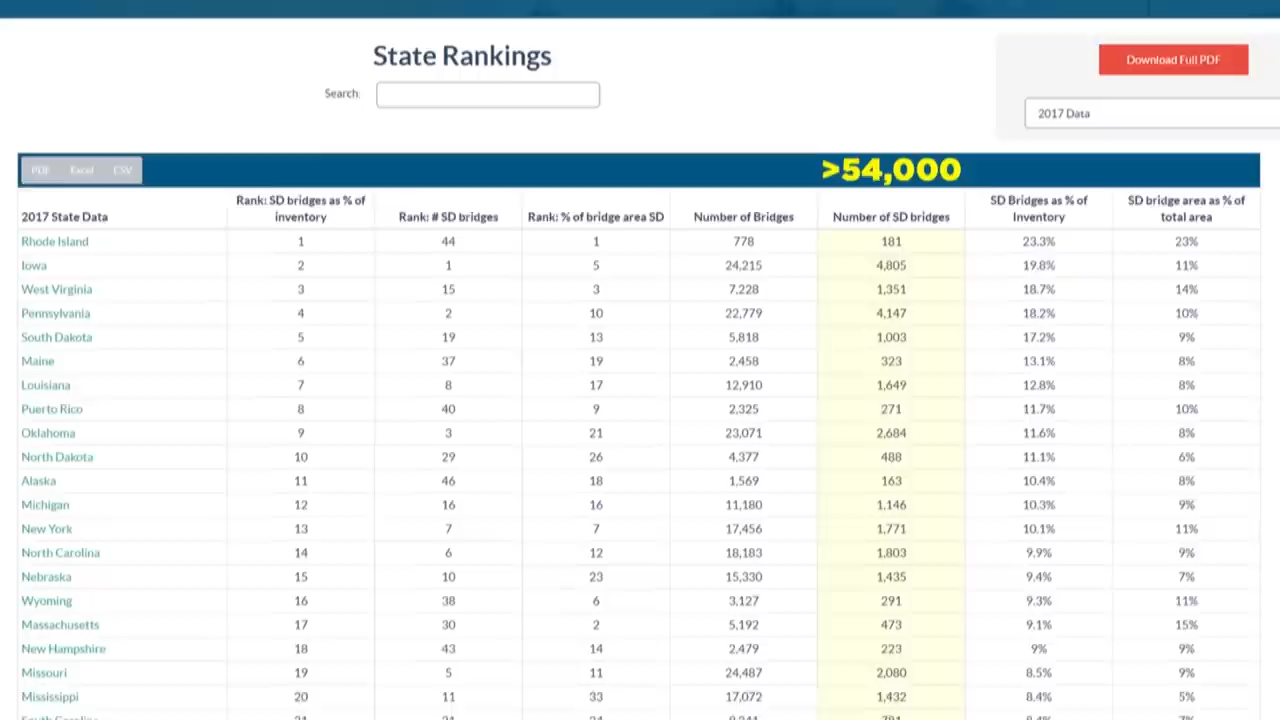 State Rankings
Download Full PDF
Search:
2017 Data
PDF Excel CSV >54,000
2017 State Data Rank: SD bridges as % of inventory Rank: # SD bridges Rank: % of bridge area SD Number of Bridges Number of SD bridges SD Bridges as % of Inventory SD bridge area as % of total area
Rhode Island 1 44 1 778 181 23.3% 23%
Iowa 2 1 5 24,215 4,805 19.8% 11%
West Virginia 3 15 3 7,228 1,351 18.7% 14%
Pennsylvania 4 2 10 22,779 4,147 18.2% 10%
South Dakota 5 19 13 5,818 1,003 17.2% 9%
Maine 6 37 19 2,458 323 13.1% 8%
Louisiana 7 8 17 12,910 1,649 12.8% 8%
Puerto Rico 8 40 9 2,325 271 11.7% 10%
Oklahoma 9 3 21 23,071 2,684 11.6% 8%
North Dakota 10 29 26 4,377 488 11.1% 6%
Alaska 11 46 18 1,569 163 10.4% 8%
Michigan 12 16 16 11,180 1,146 10.3% 9%
New York 13 7 7 17,456 1,771 10.1% 11%
North Carolina 14 6 12 18,183 1,803 9.9% 9%
Nebraska 15 10 23 15,330 1,435 9.4% 7%
Wyoming 16 38 6 3,127 291 9.3% 11%
Massachusetts 17 30 2 5,192 473 9.1% 15%
New Hampshire 18 43 14 2,479 223 9% 9%
Missouri 19 5 11 24,487 2,080 8.5% 9%
Mississippi 20 11 33 17,072 1,432 8.4% 5%